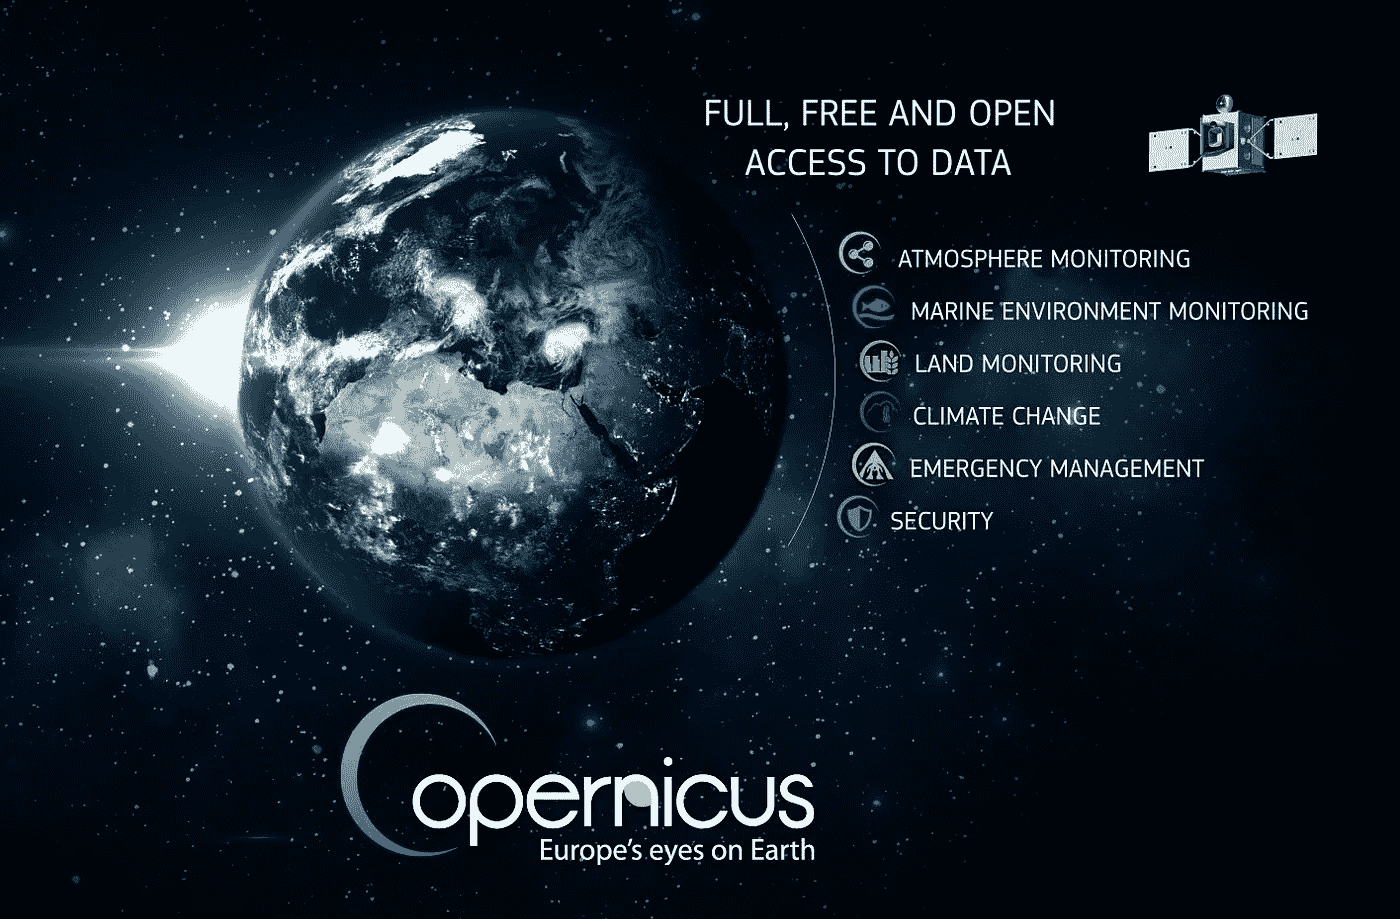 FULL, FREE AND OPEN
ACCESS TO DATA
ATMOSPHERE MONITORING
MARINE ENVIRONMENT MONITORING
LAND MONITORING
CLIMATE CHANGE
EMERGENCY MANAGEMENT
SECURITY
Copernicus
Europe's eyes on Earth